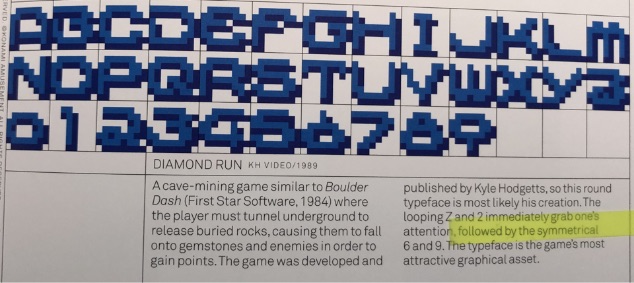 ABCDEFGHIJKLM
NOPQRSTUVWXYZ
0123456789
DIAMOND RUN KH VIDEO/1989
A cave-mining game similar to Boulder
Dash (First Star Software, 1984) where
the player must tunnel underground to
release buried rocks, causing them to fall
onto gemstones and enemies in order to
gain points. The game was developed and
published by Kyle Hodgetts, so this round
typeface is most likely his creation. The
looping Z and 2 immediately grab one's
attention, followed by the symmetrical
6 and 9. The typeface is the game's most
attractive graphical asset.
KONAMI AMUSEMENT